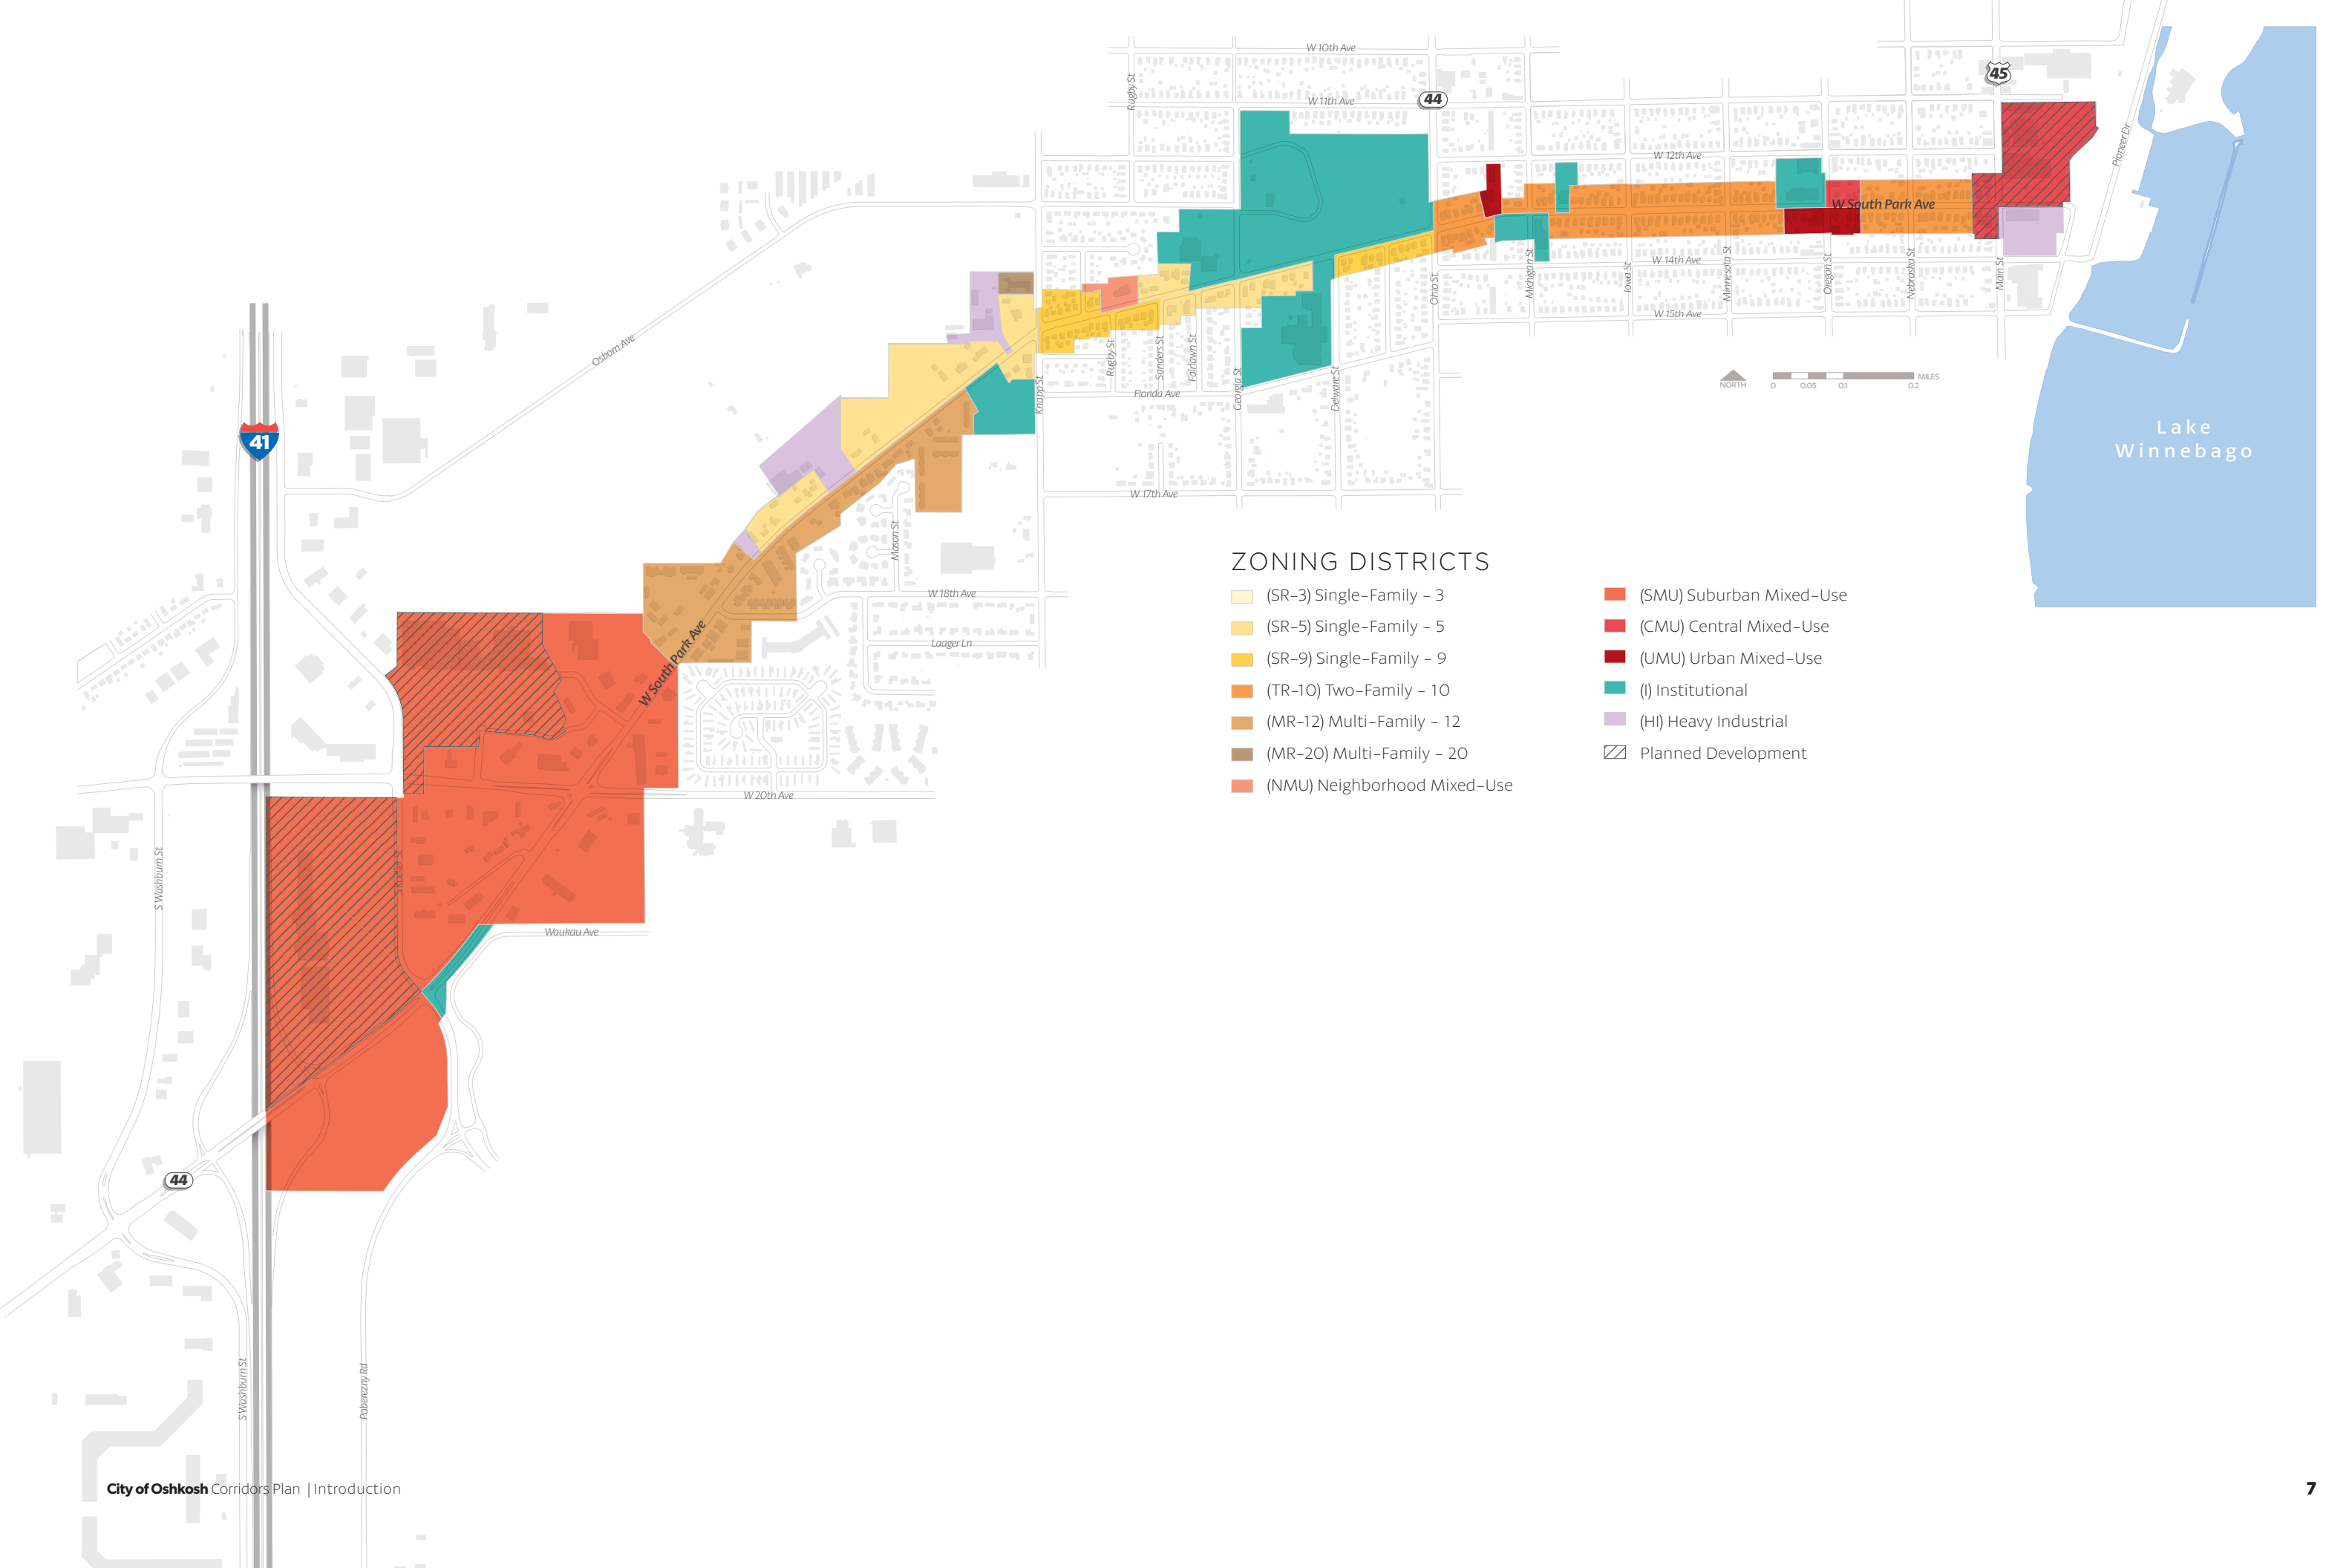 W 10th Ave
Rugby St
W 11th Ave
44
45
Pioneer Dr
W 12th Ave
W South Park Ave
W 14th Ave
Ohio St
Michigan St
Iowa St
Minnesota St
Oregon St
Nebraska St
Main St
W 15th Ave
Osborn Ave
Knapp St
Rugby St
Sanders St
Fairlawn St
Georgia St
Delware St
Florida Ave
NORTH
0 0.05 0.1 0.2 MILES
Lake
Winnebago
41
W 17th Ave
Mason St
W 18th Ave
Laager Ln
W South Park Ave
W 20th Ave
S Koeller St
S Washburn St
Waukau Ave
44
S Washburn St
Poberezny Rd
ZONING DISTRICTS
(SR-3) Single-Family - 3
(SR-5) Single-Family - 5
(SR-9) Single-Family - 9
(TR-10) Two-Family - 10
(MR-12) Multi-Family - 12
(MR-20) Multi-Family - 20
(NMU) Neighborhood Mixed-Use
(SMU) Suburban Mixed-Use
(CMU) Central Mixed-Use
(UMU) Urban Mixed-Use
(I) Institutional
(HI) Heavy Industrial
Planned Development
City of Oshkosh Corridors Plan | Introduction
7